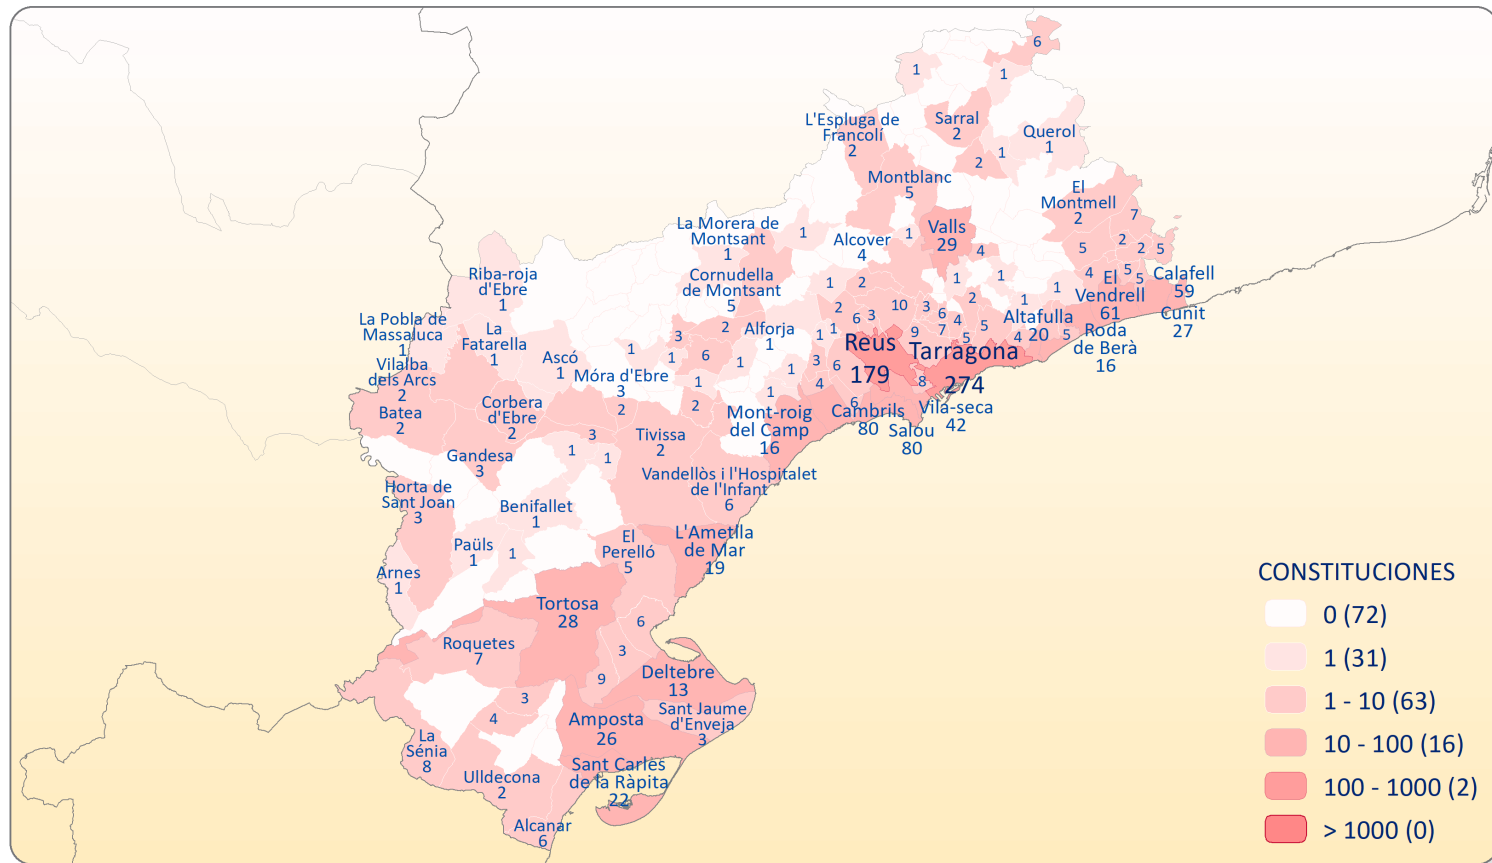 6
1
1
L'Espluga de
Francolí
2
Sarral
2
Querol
1
1
2
Montblanc
5
El
Montmell
2
7
La Morera de
Montsant
1
1
Alcover
4
1
Valls
29
4
5
2
2
5
Riba-roja
d'Ebre
1
Cornudella
de Montsant
5
1
2
1
1
1
1
4
El
Vendrell
61
5
5
Calafell
59
Cunit
27
La Pobla de
Massaluca
1
La
Fatarella
1
Ascó
1
3
2
Alforja
1
1
1
2
6
3
10
3
6
2
4
5
9
7
5
Altafulla
20
4
5
Roda
de Berà
16
Reus
179
Tarragona
274
8
Vilalba
dels Arcs
2
Batea
2
Corbera
d'Ebre
2
Móra d'Ebre
3
1
1
6
1
1
2
2
1
3
6
4
1
6
Mont-roig
del Camp
16
Cambrils
80
Salou
80
Vila-seca
42
Gandesa
3
3
1
1
Tivissa
2
Vandellòs i l'Hospitalet
de l'Infant
6
Horta de
Sant Joan
3
Benifallet
1
Paüls
1
1
El
Perelló
5
L'Ametlla
de Mar
19
Arnes
1
Tortosa
28
6
Roquetes
7
3
9
Deltebre
13
3
4
Amposta
26
Sant Jaume
d'Enveja
3
La
Sénia
8
Ulldecona
2
Sant Carles
de la Ràpita
22
Alcanar
6
CONSTITUCIONES
0 (72)
1 (31)
1 - 10 (63)
10 - 100 (16)
100 - 1000 (2)
> 1000 (0)